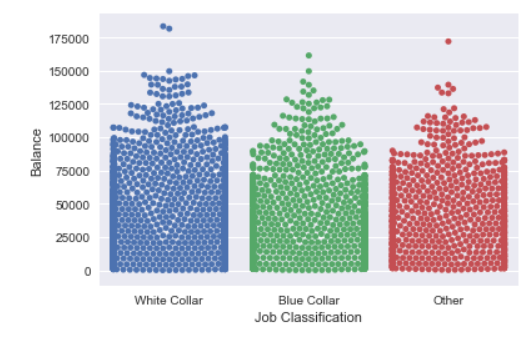 175000
150000
125000
100000
75000
50000
25000
0
Balance
White Collar
Blue Collar
Other
Job Classification